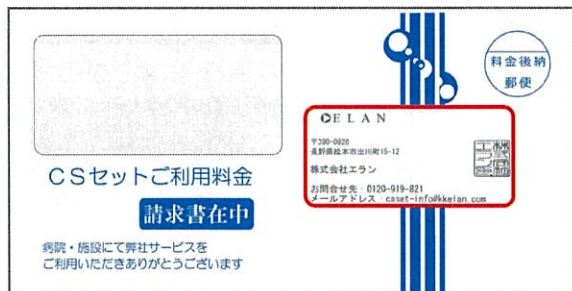 料金後納
郵便
ELAN
〒390-0826
長野県松本市出川町15-12
株式会社エラン
お問合せ先：0120-919-821
メールアドレス：csset-info@kkelan.com
CSセットご利用料金
請求書在中
病院・施設にて弊社サービスを
ご利用いただきありがとうございます